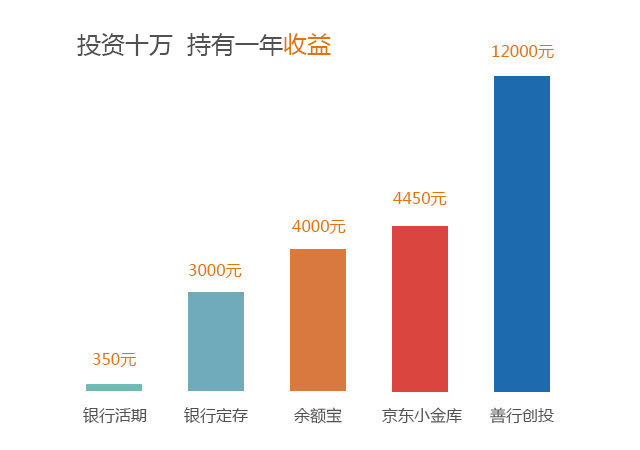 投资十万 持有一年收益
12000元
4450元
4000元
3000元
350元
银行活期 银行定存 余额宝 京东小金库 善行创投